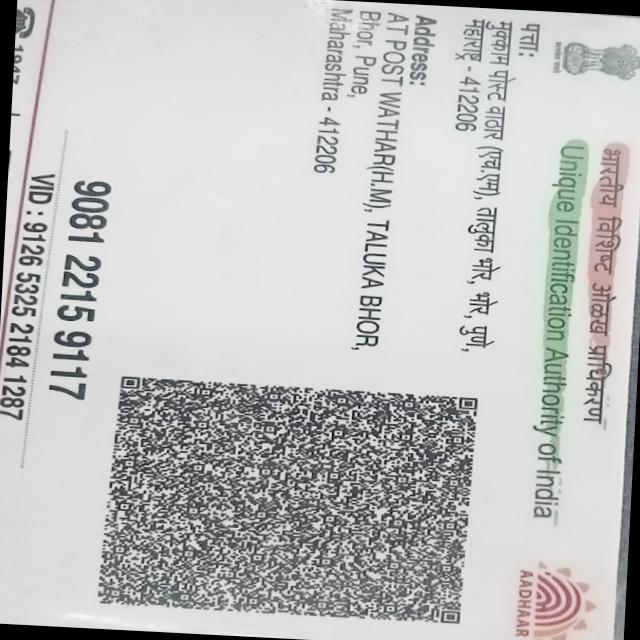 भारतीय विशिष्ट ओळख प्राधिकरण
Unique Identification Authority of India
AADHAAR
पत्ता:
मुक्काम पोस्ट वाठार (एच.एम), तालुका भोर, भोर, पुणे,
महाराष्ट्र - 412206
Address:
AT POST WATHAR(H.M), TALUKA BHOR,
Bhor, Pune,
Maharashtra - 412206
9081 2215 9117
VID : 9126 5325 2184 1287
1947